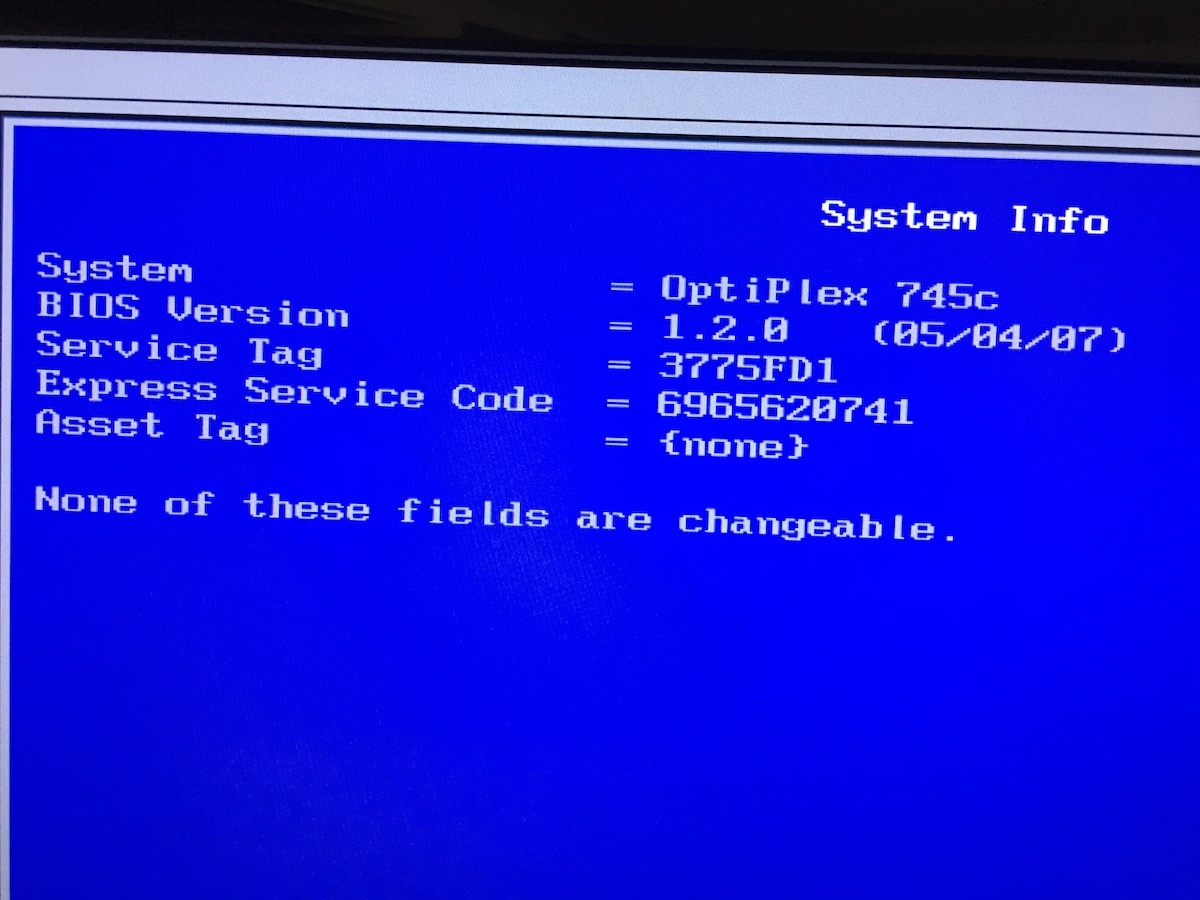 System Info
System = OptiPlex 745c
BIOS Version = 1.2.0 (05/04/07)
Service Tag = 3775FD1
Express Service Code = 6965620741
Asset Tag = {none}
None of these fields are changeable.